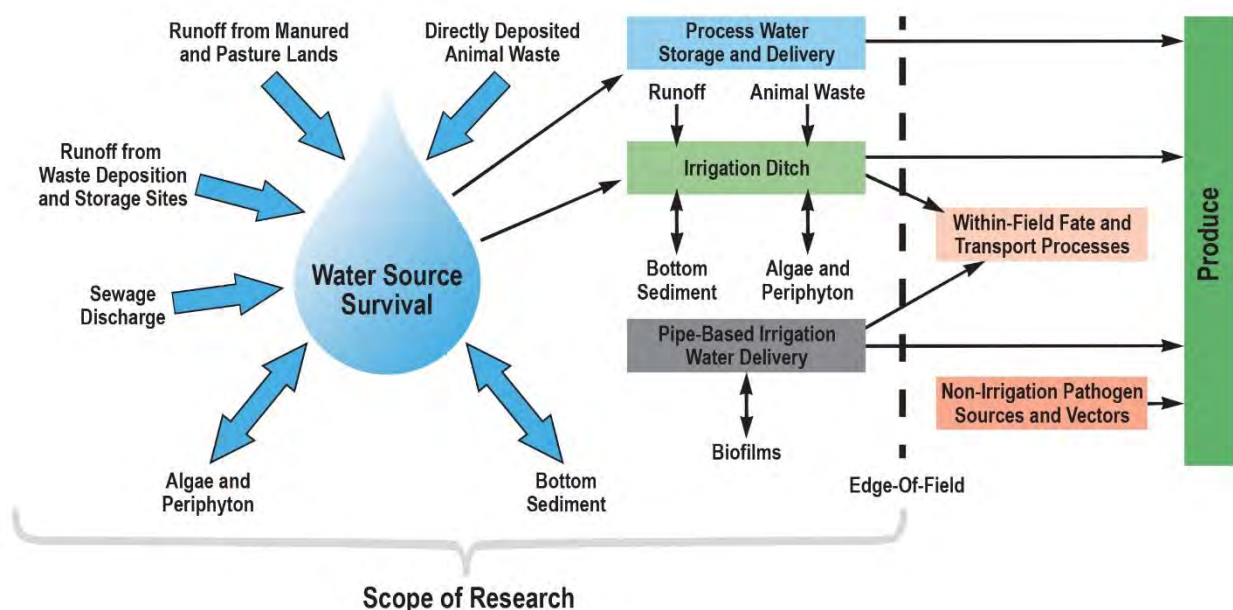 Runoff from Manured
and Pasture Lands
Directly Deposited
Animal Waste
Runoff from
Waste Deposition
and Storage Sites
Sewage
Discharge
Water Source
Survival
Algae and
Periphyton
Bottom
Sediment
Process Water
Storage and Delivery
Runoff
Animal Waste
Irrigation Ditch
Bottom
Sediment
Algae and
Periphyton
Pipe-Based Irrigation
Water Delivery
Biofilms
Edge-Of-Field
Within-Field Fate and
Transport Processes
Non-Irrigation Pathogen
Sources and Vectors
Produce
Scope of Research